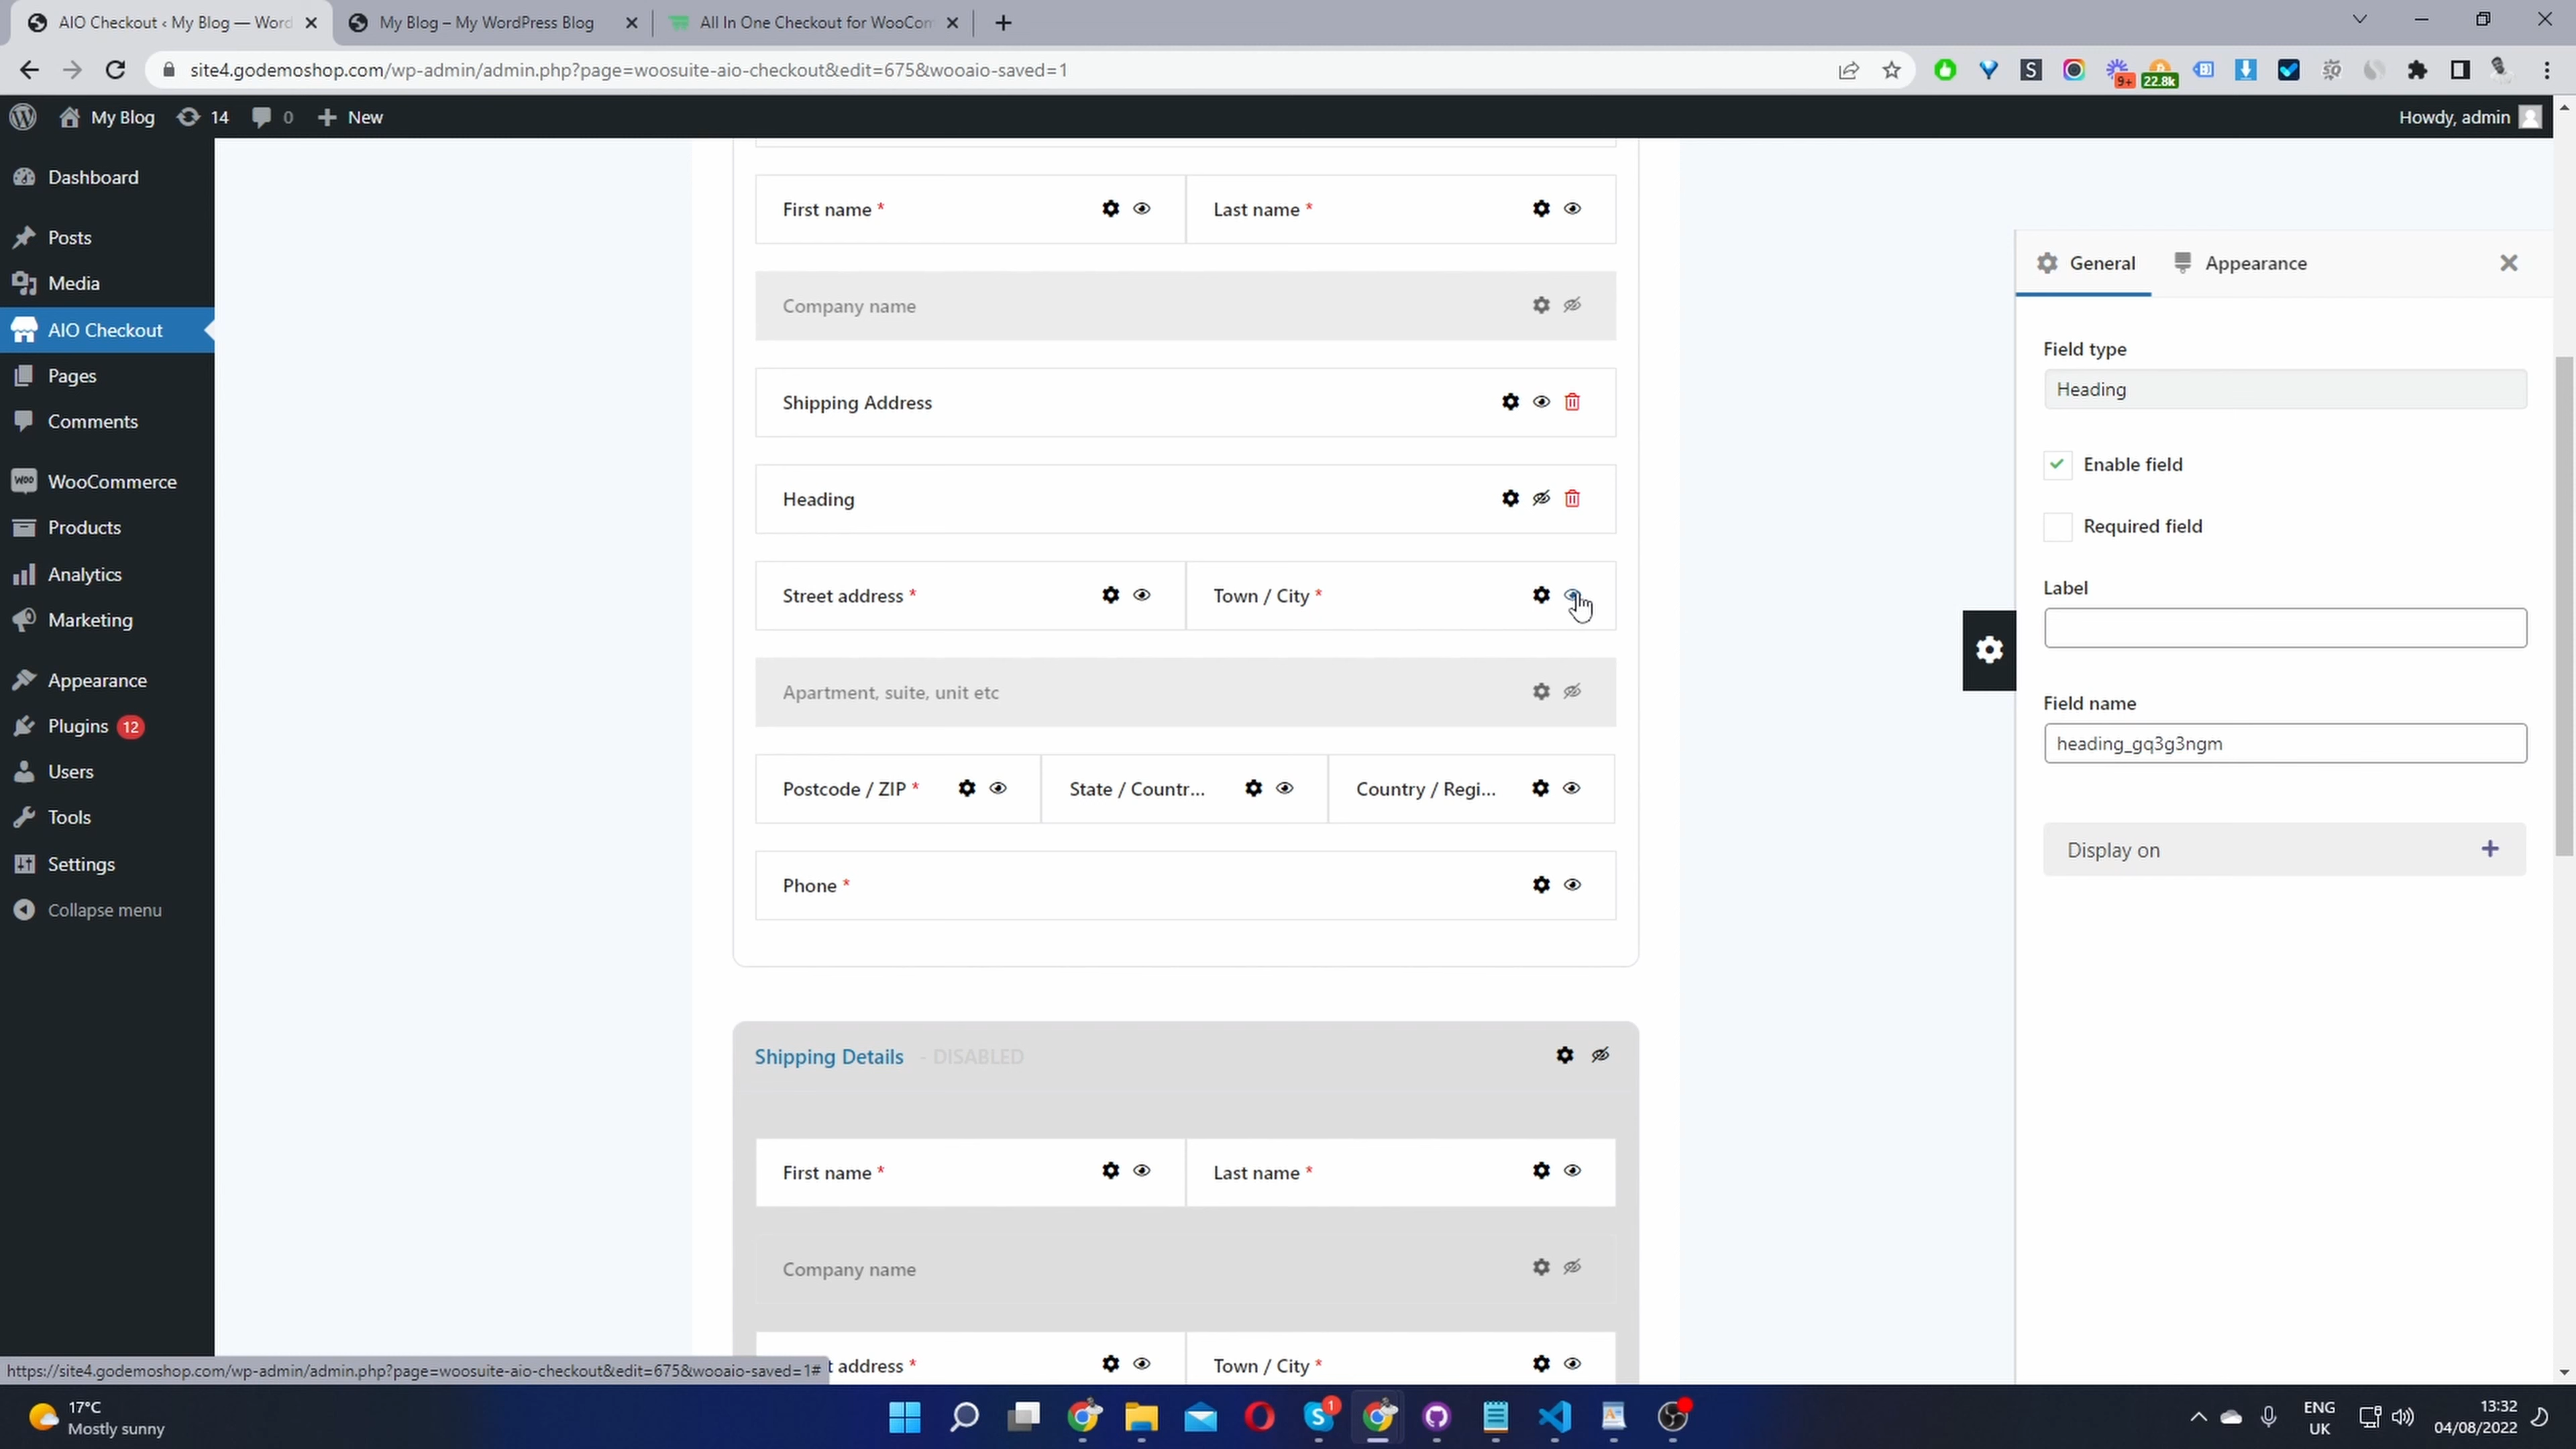 AIO Checkout ‹ My Blog — Word
My Blog – My WordPress Blog
All In One Checkout for WooCom
site4.godemoshop.com/wp-admin/admin.php?page=woosuite-aio-checkout&edit=675&wooaio-saved=1
9+
22.8k
My Blog
14
0
New
Howdy, admin
Dashboard
Posts
Media
AIO Checkout
Pages
Comments
WooCommerce
Products
Analytics
Marketing
Appearance
Plugins 12
Users
Tools
Settings
Collapse menu
First name *
Last name *
Company name
Shipping Address
Heading
Street address *
Town / City *
Apartment, suite, unit etc
Postcode / ZIP *
State / Countr...
Country / Regi...
Phone *
Shipping Details - DISABLED
First name *
Last name *
Company name
t address *
Town / City *
General
Appearance
Field type
Heading
Enable field
Required field
Label
Field name
heading_gq3g3ngm
Display on
https://site4.godemoshop.com/wp-admin/admin.php?page=woosuite-aio-checkout&edit=675&wooaio-saved=1#
17°C
Mostly sunny
1
ENG
UK
13:32
04/08/2022